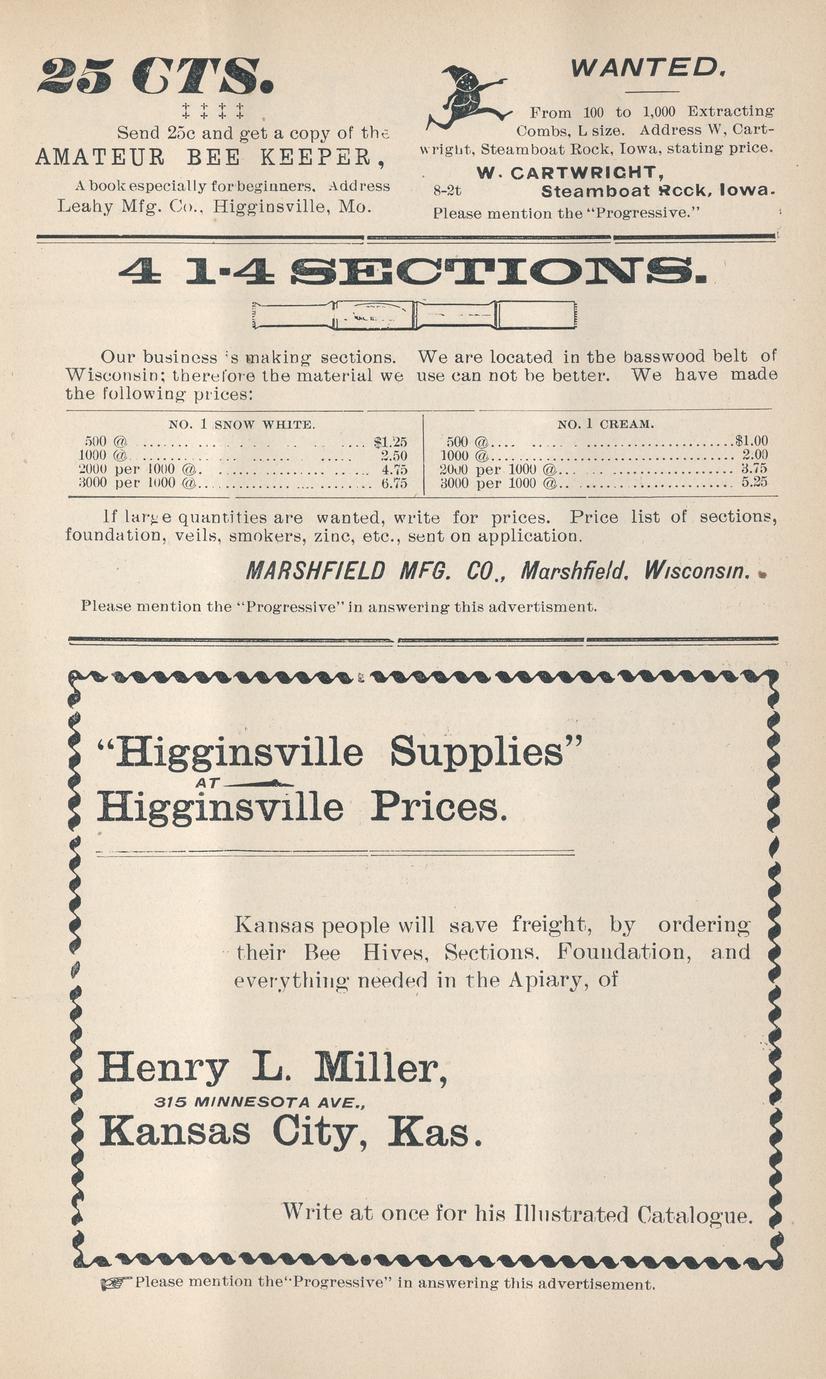 25 CTS.
‡ ‡ ‡ ‡
Send 25c and get a copy of the
AMATEUR BEE KEEPER,
A book especially for beginners. Address
Leahy Mfg. Co., Higginsville, Mo.
WANTED.
From 100 to 1,000 Extracting
Combs, L size. Address W, Cart-
wright, Steamboat Rock, Iowa, stating price.
W. CARTWRIGHT,
8-2t Steamboat Rock, Iowa.
Please mention the "Progressive."
4 1-4 SECTIONS.
Our business is making sections. We are located in the basswood belt of
Wisconsin; therefore the material we use can not be better. We have made
the following prices:
NO. 1 SNOW WHITE.
500 @ .................... $1.25
1000 @ .................... 2.50
2000 per 1000 @.................... 4.75
3000 per 1000 @.................... 6.75
NO. 1 CREAM.
500 @....................$1.00
1000 @.................... 2.00
2000 per 1000 @.................... 3.75
3000 per 1000 @.................... 5.25
If large quantities are wanted, write for prices. Price list of sections,
foundation, veils, smokers, zinc, etc., sent on application.
MARSHFIELD MFG. CO., Marshfield, Wisconsin.
Please mention the "Progressive" in answering this advertisment.
"Higginsville Supplies"
AT
Higginsville Prices.
Kansas people will save freight, by ordering
their Bee Hives, Sections, Foundation, and
everything needed in the Apiary, of
Henry L. Miller,
315 MINNESOTA AVE.,
Kansas City, Kas.
Write at once for his Illustrated Catalogue.
☞Please mention the "Progressive" in answering this advertisement.